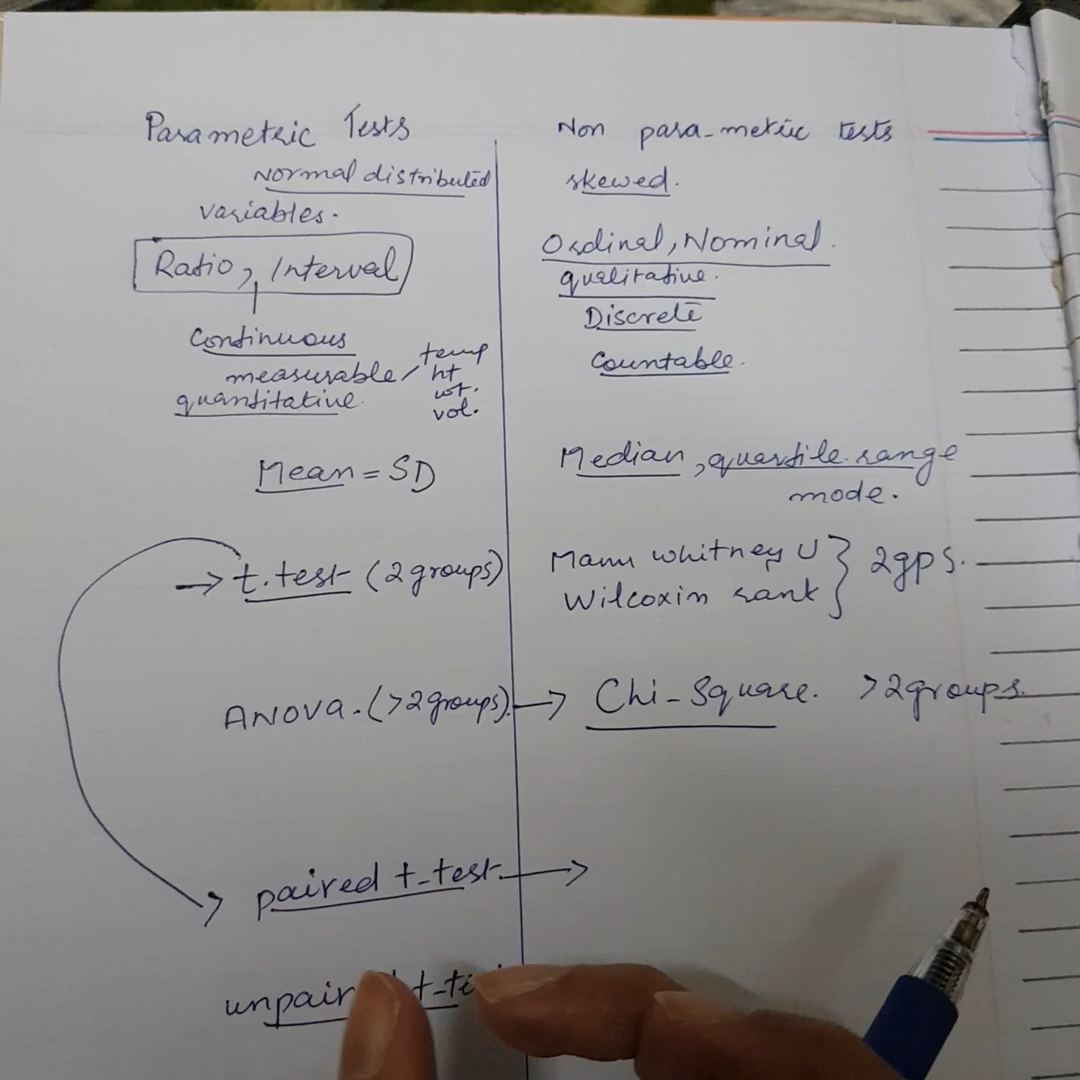 Parametric Tests
Normal distributed
variables.
Ratio, Interval
Continuous
measurable
temp
ht
wt.
vol.
quantitative.
Mean = SD
→ t.test (2 groups)
ANOVA. (>2groups). →
paired t-test →
unpair
Non para-metric tests
skewed.
Ordinal, Nominal.
qualitative.
Discrete
Countable.
Median, quartile range
mode.
Mann whitney U } 2gps.
Wilcoxin rank
Chi-Square. >2groups.